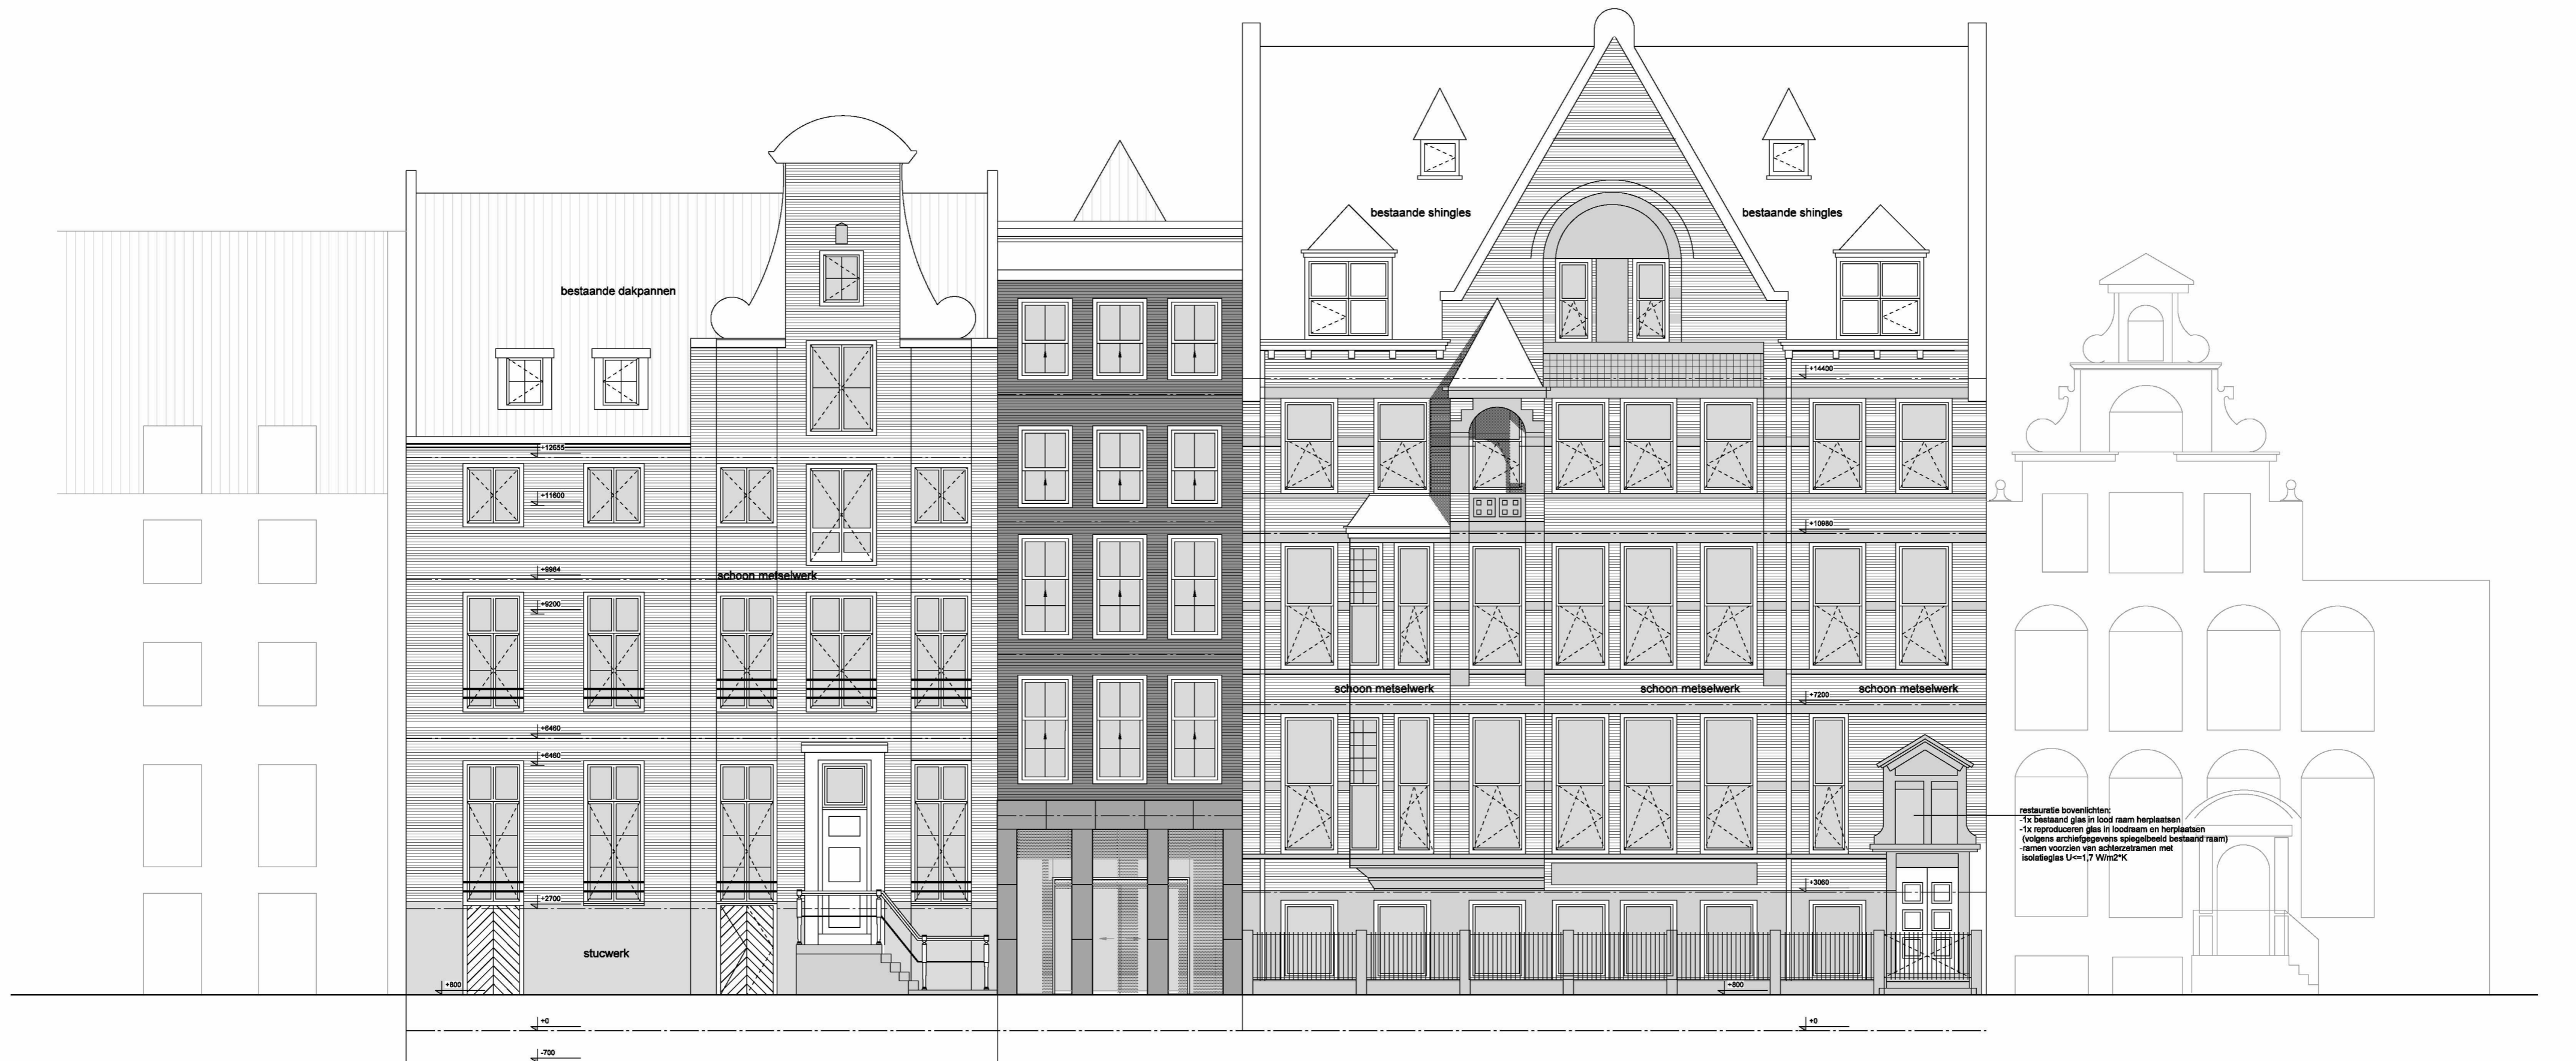 bestaande shingles
bestaande shingles
bestaande dakpannen
+14400
+12655
+11600
+10980
+9984
schoon metselwerk
+9200
schoon metselwerk
schoon metselwerk
schoon metselwerk
+7200
+6460
+6460
restauratie bovenlichten:
-1x bestaand glas in lood raam herplaatsen
-1x reproduceren glas in loodraam en herplaatsen
(volgens archiefgegevens spiegelbeeld bestaand raam)
-ramen voorzien van achterzetramen met
isolatieglas U<=1,7 W/m2*K
+3060
+2700
stucwerk
+800
+800
+0
+0
-700